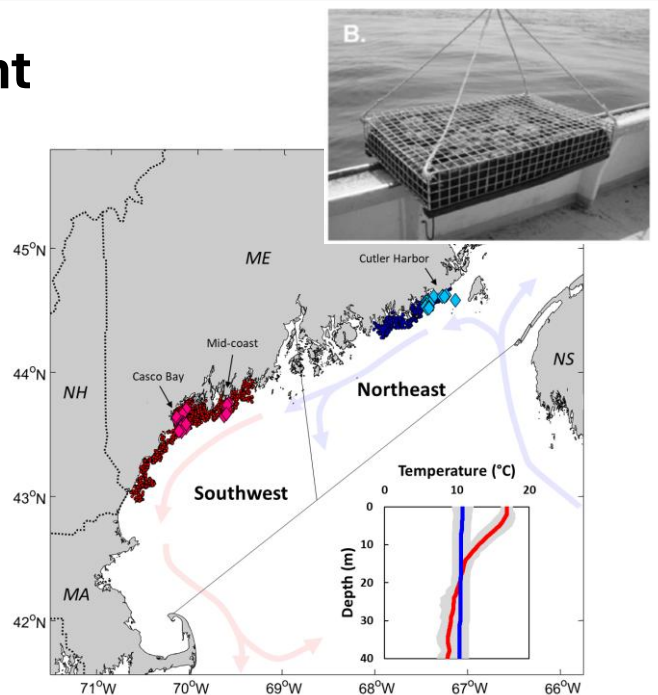 nt
B.
45°N
ME
Cutler Harbor
Mid-coast
44°N
Casco Bay
NS
NH
Northeast
Temperature (°C)
0 10 20
43°N
Southwest
0
10
MA
Depth (m)
20
30
42°N
40
71°W 70°W 69°W 68°W 67°W 66°W